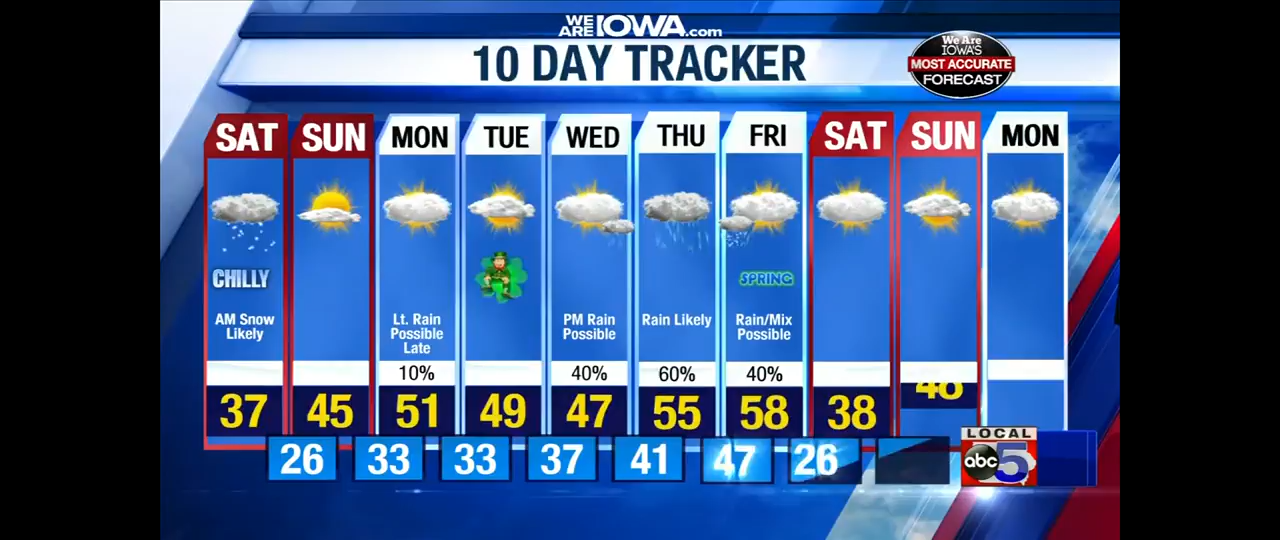 WE ARE IOWA.com
10 DAY TRACKER
We Are
IOWA'S
MOST ACCURATE
FORECAST
SAT SUN MON TUE WED THU FRI SAT SUN MON
CHILLY
SPRING
AM Snow
Likely
Lt. Rain
Possible
Late
PM Rain
Possible
Rain Likely
Rain/Mix
Possible
10% 40% 60% 40%
37 45 51 49 47 55 58 38
26 33 33 37 41 47 26
LOCAL
abc 5